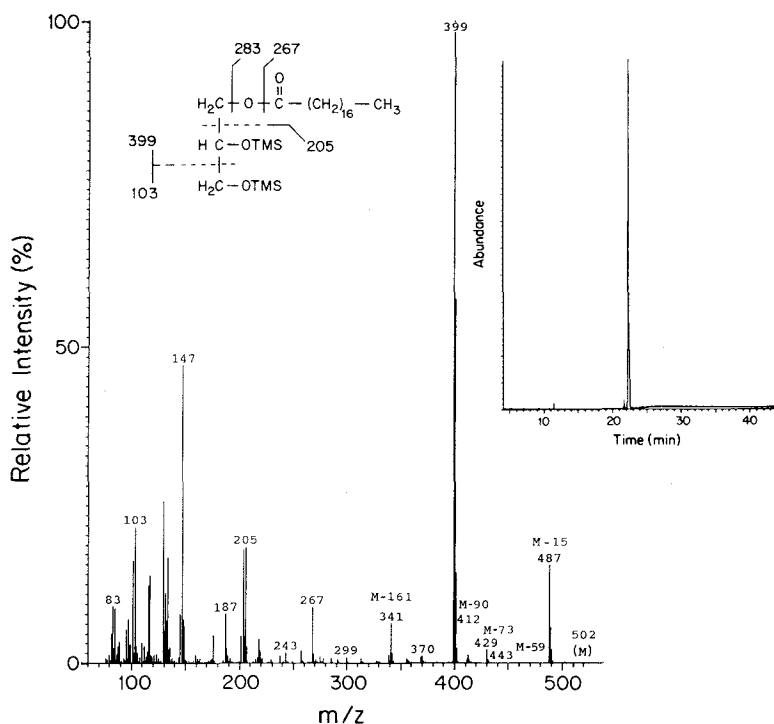 100
399
283 267
O
H₂C—O—C—(CH₂)₁₆—CH₃
HC—OTMS
205
399
103
H₂C—OTMS
Abundance
10 20 30 40
Time (min)
Relative Intensity (%)
50
147
103
205
M-15
487
M-161
341
M-90
412
83
187
267
M-73
429
M-59
443
502
(M)
243
399
370
0
100 200 300 400 500
m/z